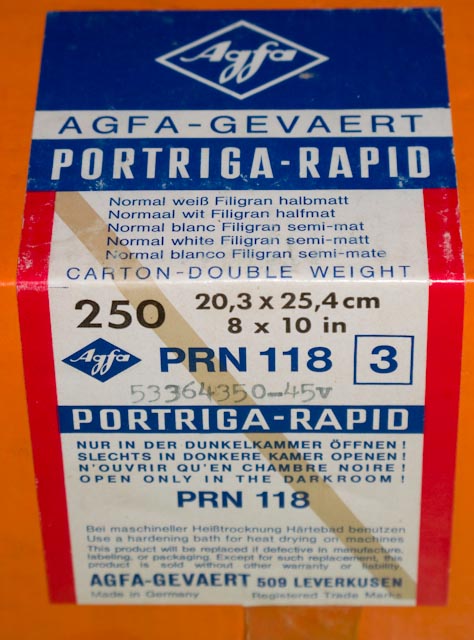 Agfa
AGFA-GEVAERT
PORTRIGA-RAPID
Normal weiß Filigran halbmatt
Normaal wit Filigran halfmat
Normal blanc Filigran semi-mat
Normal white Filigran semi-matt
Normal blanco Filigran semi-mate
CARTON-DOUBLE WEIGHT
250 20,3 x 25,4 cm
8 x 10 in
Agfa PRN 118 3
53364350-45v
PORTRIGA-RAPID
NUR IN DER DUNKELKAMMER ÖFFNEN!
SLECHTS IN DONKERE KAMER OPENEN!
N'OUVRIR QU'EN CHAMBRE NOIRE!
OPEN ONLY IN THE DARKROOM!
PRN 118
Bei maschineller Heißtrocknung Härtebad benutzen
Use a hardening bath for heat drying on machines
This product will be replaced if defective in manufacture,
labeling, or packaging. Except for such replacement, this
product is sold without other warranty or liability
AGFA-GEVAERT 509 LEVERKUSEN
Made in Germany Registered Trade Marks